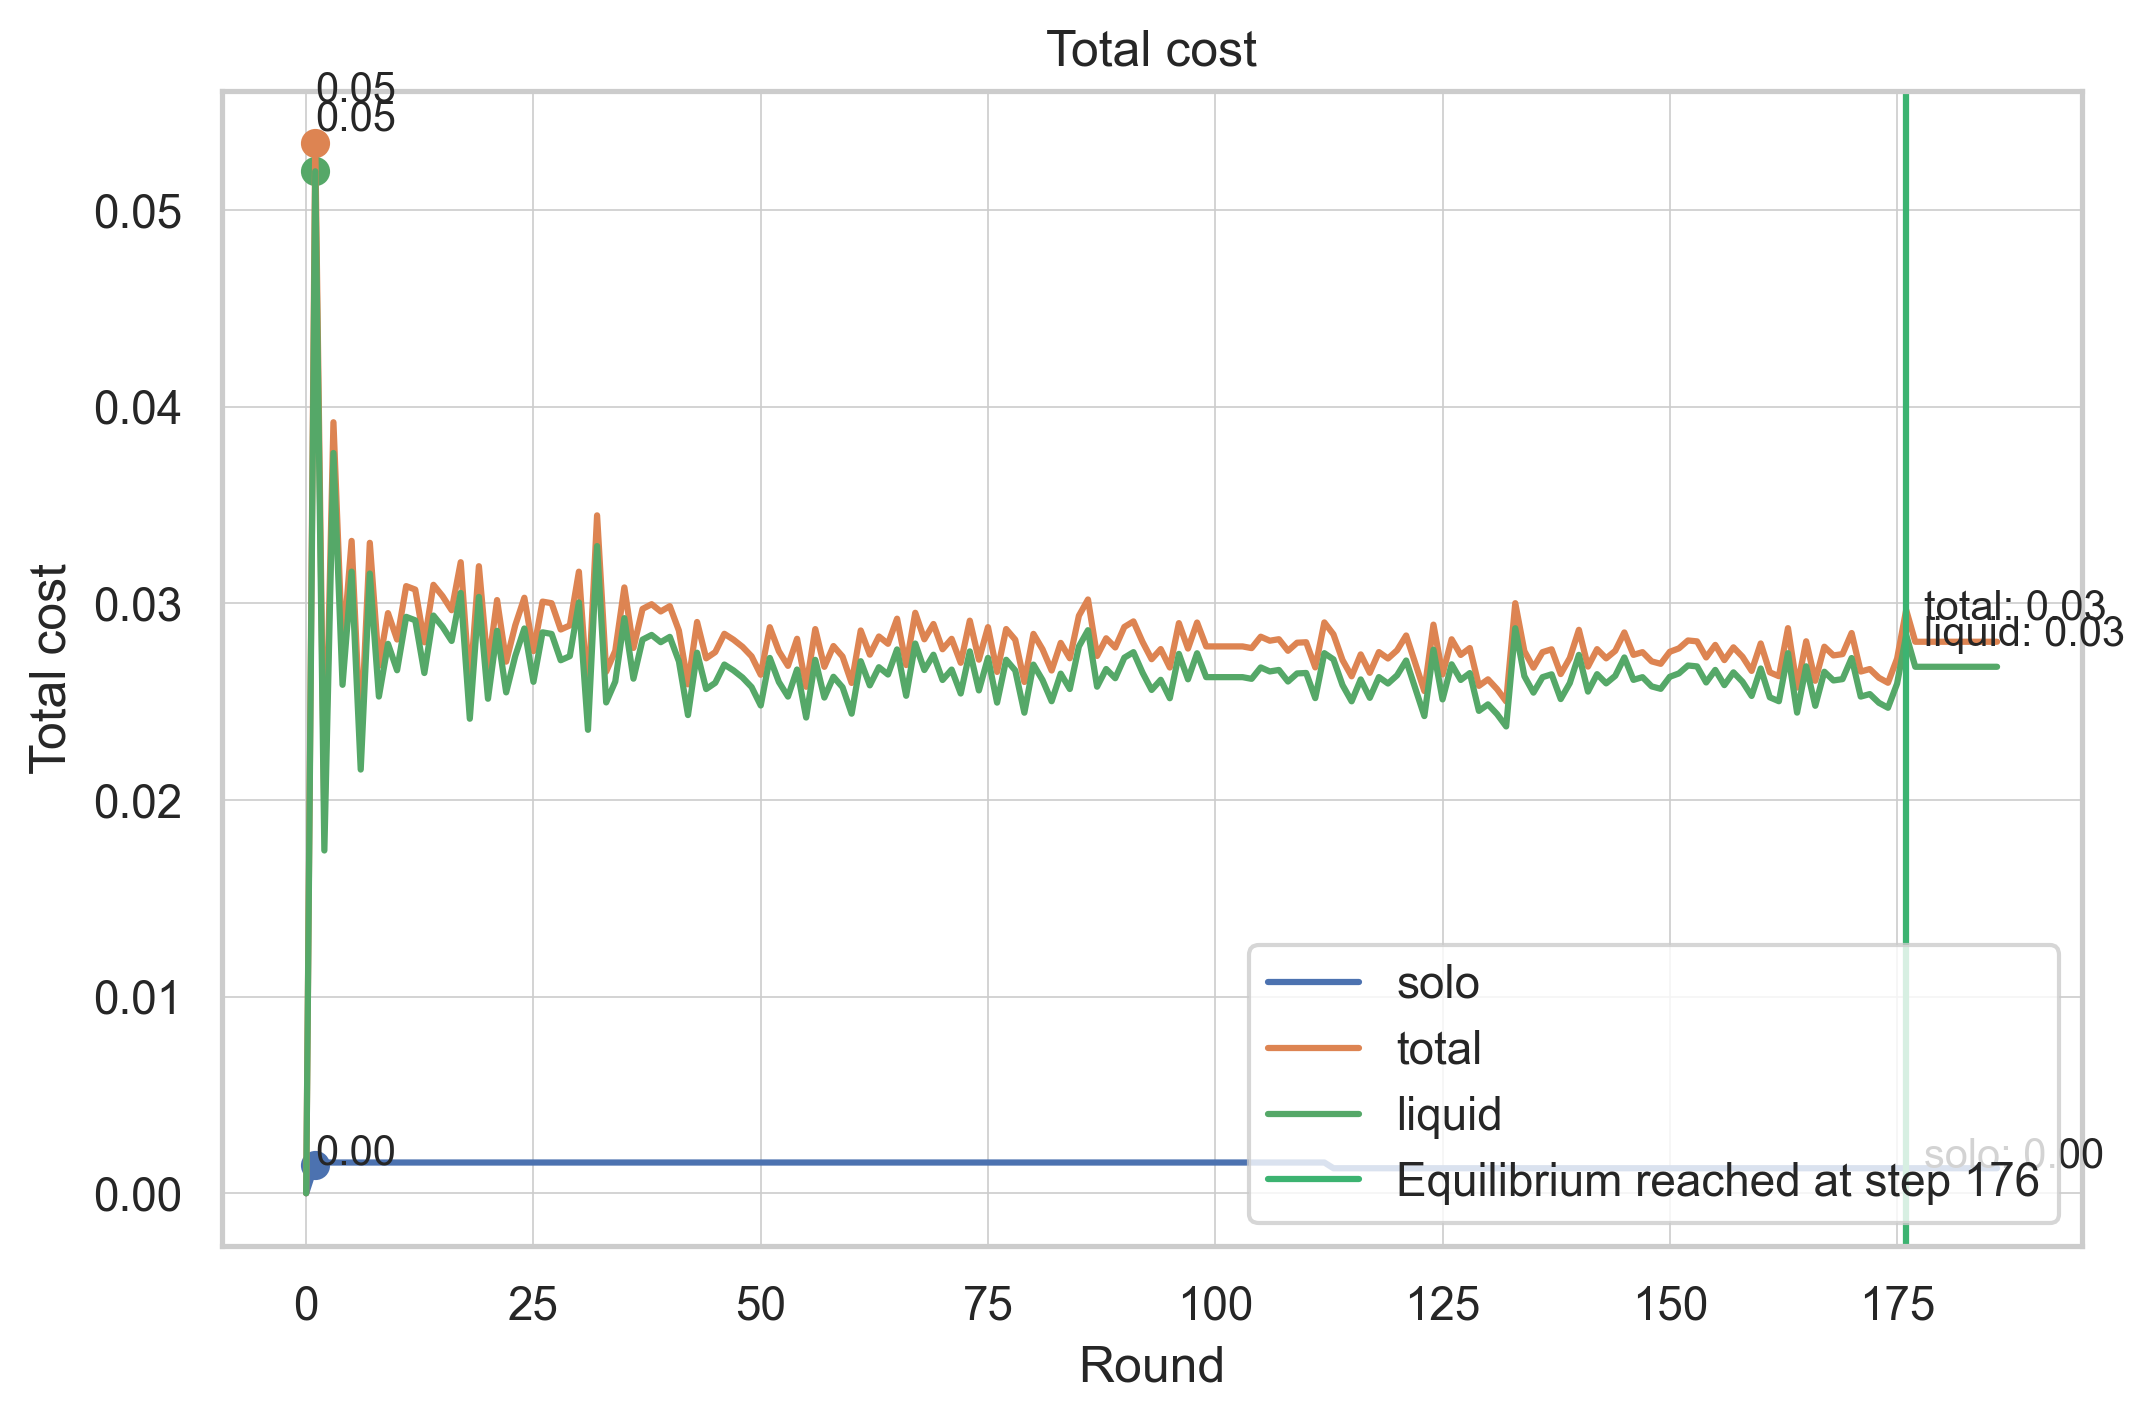 Total cost
0.05
0.05
0.05
0.04
0.03
0.02
0.01
0.00
Total cost
total: 0.03
liquid: 0.03
0.00
solo: 0.00
solo
total
liquid
Equilibrium reached at step 176
0
25
50
75
100
125
150
175
Round